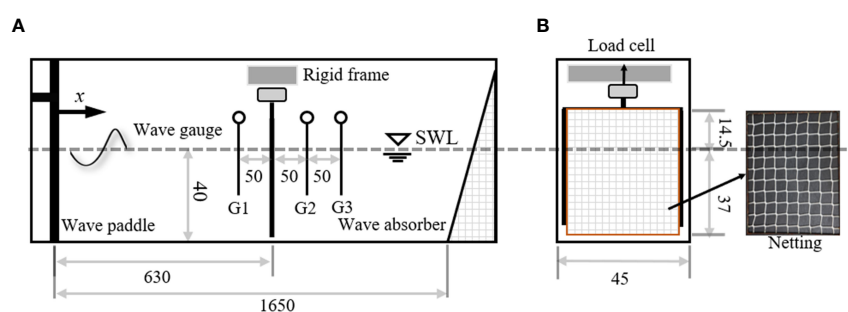 A
B
Load cell
Rigid frame
x
Wave gauge
SWL
14.5
50
50
50
40
37
G1
G2
G3
Wave paddle
Wave absorber
Netting
630
45
1650